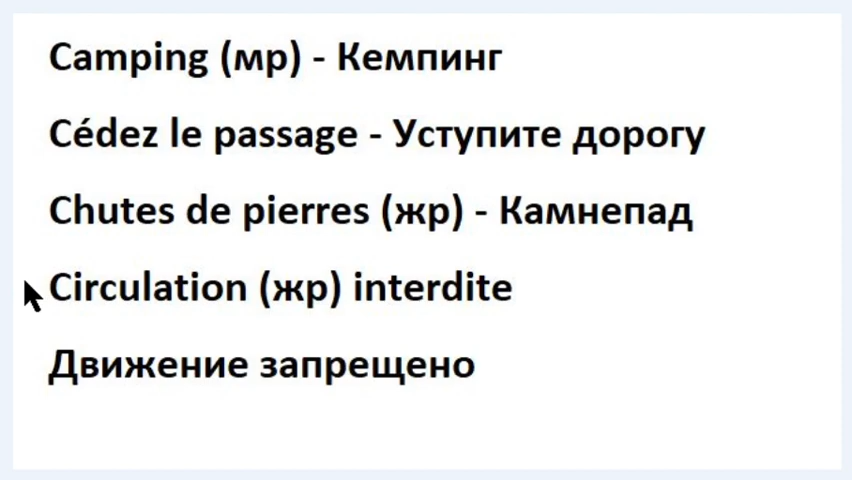 Camping (мр) - Кемпинг
Cédez le passage - Уступите дорогу
Chutes de pierres (жр) - Камнепад
Circulation (жр) interdite
Движение запрещено